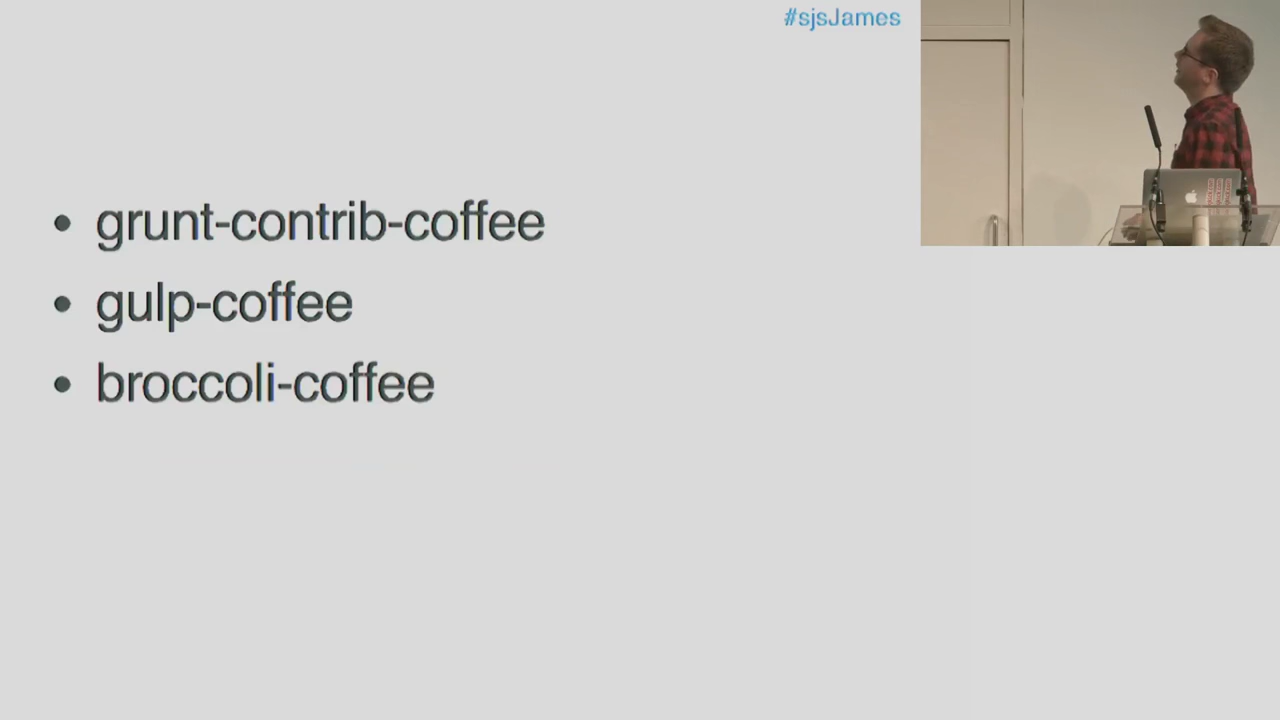 #sjsJames
• grunt-contrib-coffee
• gulp-coffee
• broccoli-coffee